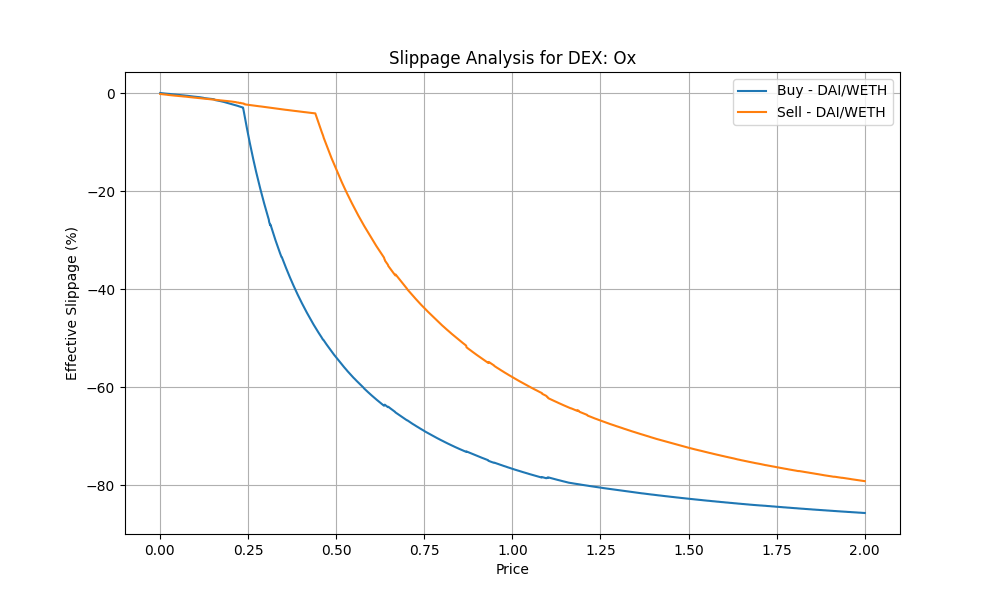 Slippage Analysis for DEX: Ox
Buy - DAI/WETH
Sell - DAI/WETH
Effective Slippage (%)
0
−20
−40
−60
−80
0.00 0.25 0.50 0.75 1.00 1.25 1.50 1.75 2.00
Price